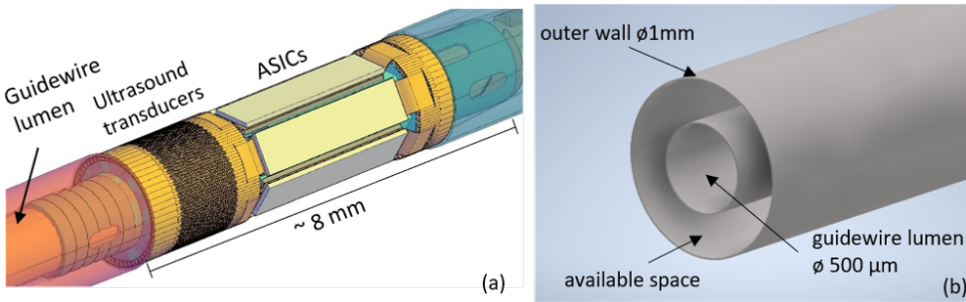 Guidewire
lumen
Ultrasound
transducers
ASICs
~ 8 mm
(a)
outer wall ø1mm
guidewire lumen
ø 500 µm
available space
(b)